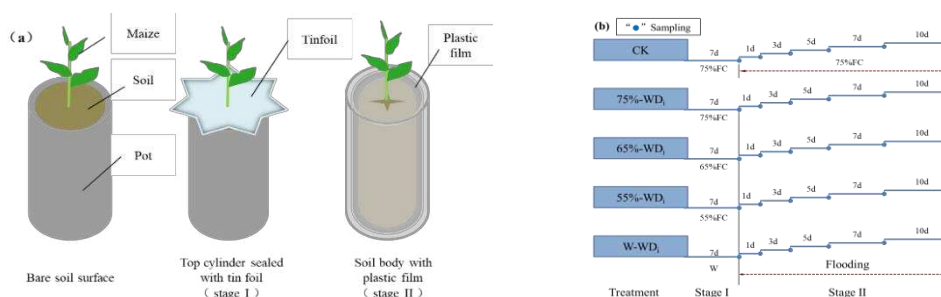 (a)
Maize
Soil
Pot
Tinfoil
Plastic
film
Bare soil surface
Top cylinder sealed
with tin foil
( stage I )
Soil body with
plastic film
( stage II )
(b)
“ • ” Sampling
CK
7d
1d
3d
5d
7d
10d
75%FC
75%FC
75%-WDi
7d
1d
3d
5d
7d
10d
75%FC
65%-WDi
7d
1d
3d
5d
7d
10d
65%FC
55%-WDi
7d
1d
3d
5d
7d
10d
55%FC
W-WDi
7d
1d
3d
5d
7d
10d
W
Flooding
Treatment
Stage I
Stage II